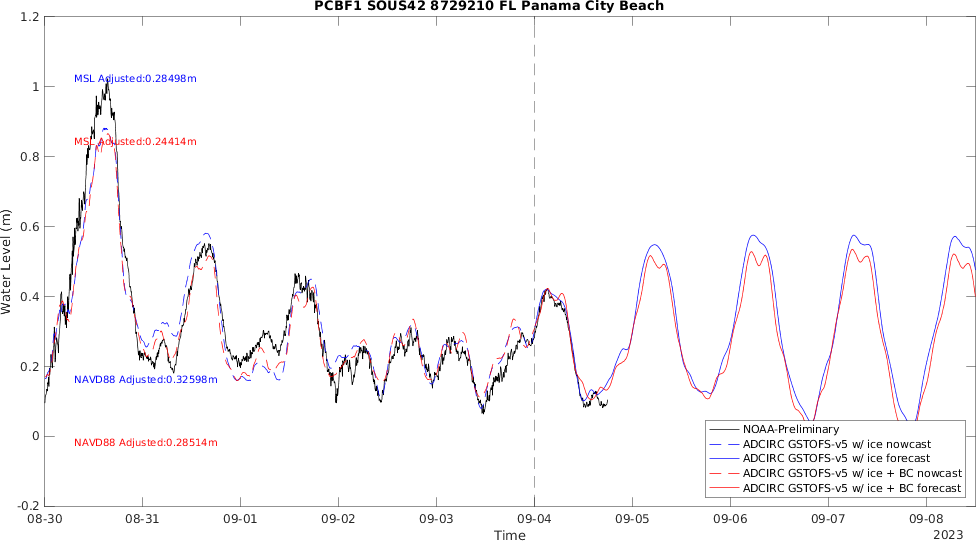 PCBF1 SOUS42 8729210 FL Panama City Beach
1.2
1
0.8
0.6
0.4
0.2
0
-0.2
Water Level (m)
MSL Adjusted:0.28498m
MSL Adjusted:0.24414m
NAVD88 Adjusted:0.32598m
NAVD88 Adjusted:0.28514m
NOAA-Preliminary
ADCIRC GSTOFS-v5 w/ ice nowcast
ADCIRC GSTOFS-v5 w/ ice forecast
ADCIRC GSTOFS-v5 w/ ice + BC nowcast
ADCIRC GSTOFS-v5 w/ ice + BC forecast
08-30 08-31 09-01 09-02 09-03 09-04 09-05 09-06 09-07 09-08
Time
2023